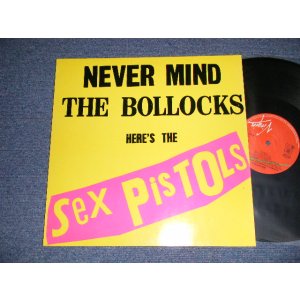 NEVER MIND
THE BOLLOCKS
HERE'S THE
SEX PISTOLS